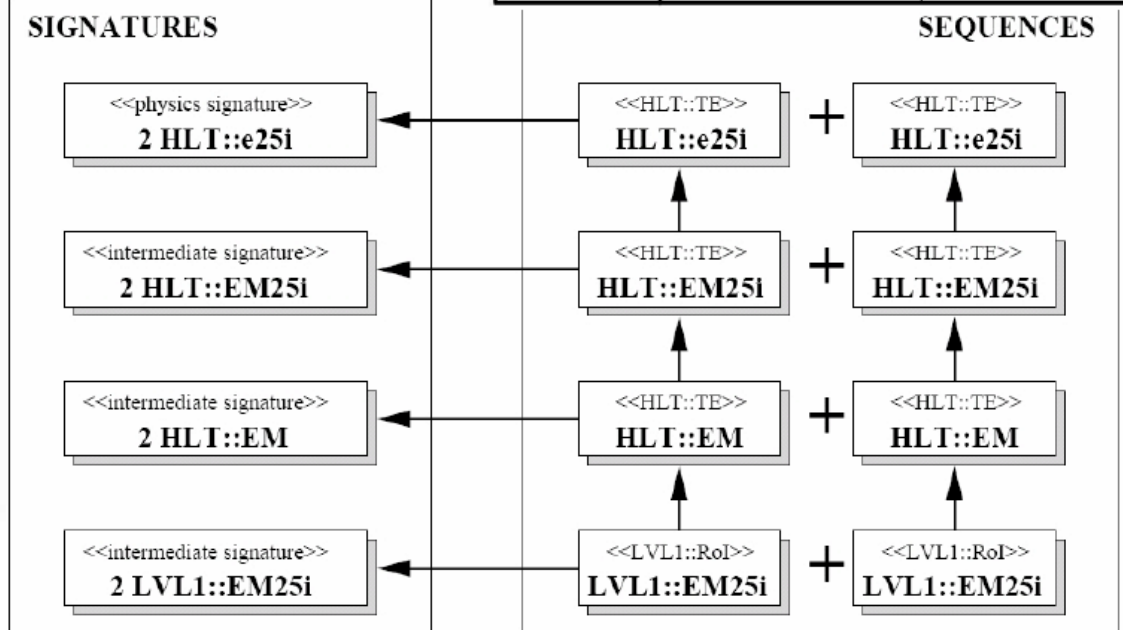 SIGNATURES
SEQUENCES
<<physics signature>>
2 HLT::e25i
<<HLT::TE>>
HLT::e25i
+
<<HLT::TE>>
HLT::e25i
<<intermediate signature>>
2 HLT::EM25i
<<HLT::TE>>
HLT::EM25i
+
<<HLT::TE>>
HLT::EM25i
<<intermediate signature>>
2 HLT::EM
<<HLT::TE>>
HLT::EM
+
<<HLT::TE>>
HLT::EM
<<intermediate signature>>
2 LVL1::EM25i
<<LVL1::RoI>>
LVL1::EM25i
+
<<LVL1::RoI>>
LVL1::EM25i